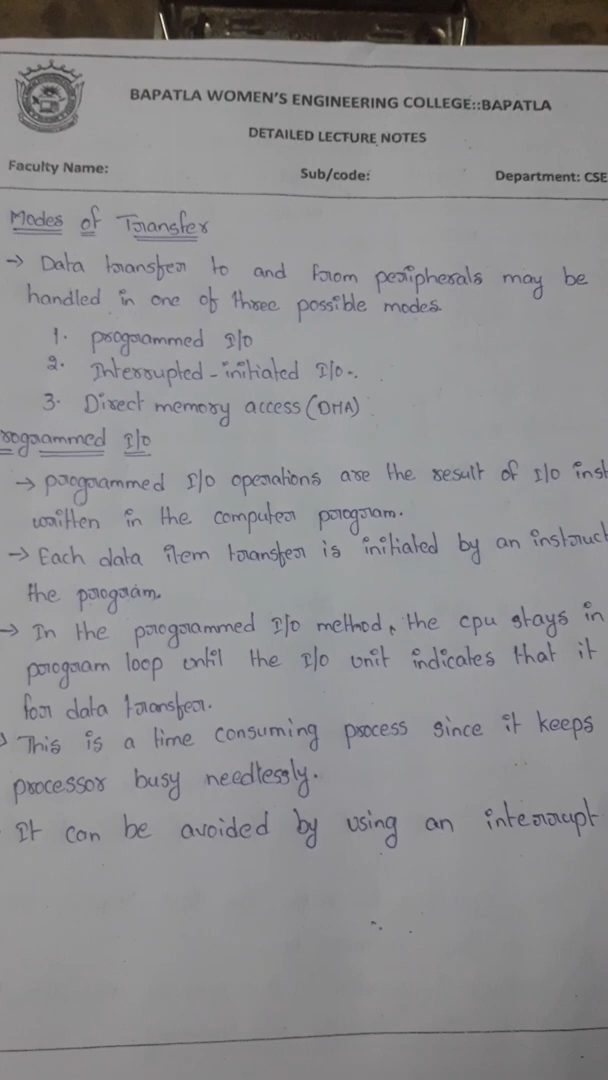 BAPATLA WOMEN'S ENGINEERING COLLEGE::BAPATLA
DETAILED LECTURE NOTES
Faculty Name: Sub/code: Department: CSE
Modes of Transfer
→ Data transfer to and from peripherals may be
handled in one of three possible modes.
1. programmed I/o
2. Interrupted-initiated I/o.
3. Direct memory access (DMA)
rogrammed I/o
→ programmed I/o operations are the result of I/o inst
written in the computer program.
→ Each data item transfer is initiated by an instruct
the program.
→ In the programmed I/o method, the cpu stays in
program loop until the I/o unit indicates that it
for data transfer.
This is a time consuming process since it keeps
processor busy needlessly.
It can be avoided by using an interrupt